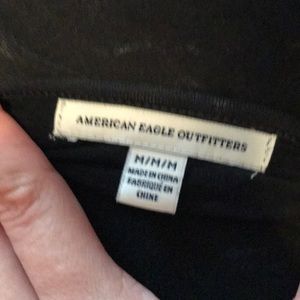 AMERICAN EAGLE OUTFITTERS
M/M/M
MADE IN CHINA
FABRIQUÉ EN
CHINE